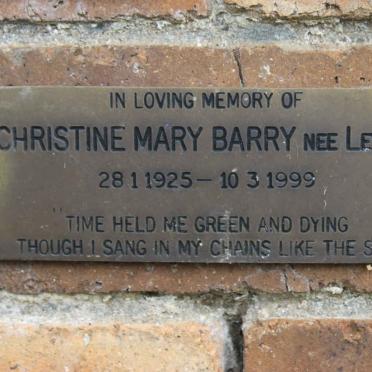 IN LOVING MEMORY OF
CHRISTINE MARY BARRY NEE
28 1 1925 – 10 3 1999
"TIME HELD ME GREEN AND DYING
THOUGH I SANG IN MY CHAINS LIKE THE